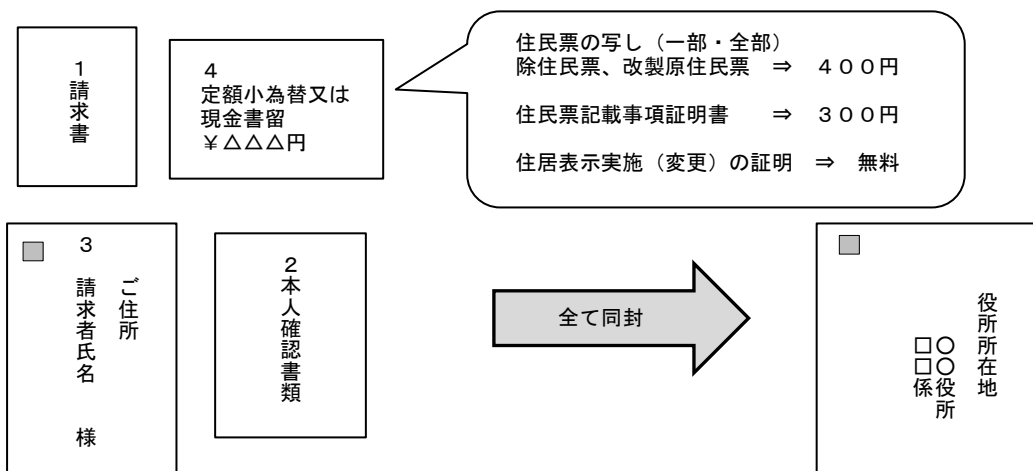 1
請求書
4
定額小為替又は
現金書留
¥△△△円
住民票の写し（一部・全部）
除住民票、改製原住民票 ⇒ ４００円
住民票記載事項証明書 ⇒ ３００円
住居表示実施（変更）の証明 ⇒ 無料
3
ご住所
請求者氏名 様
2
本人確認書類
全て同封
役所所在地
○○役所
□□係